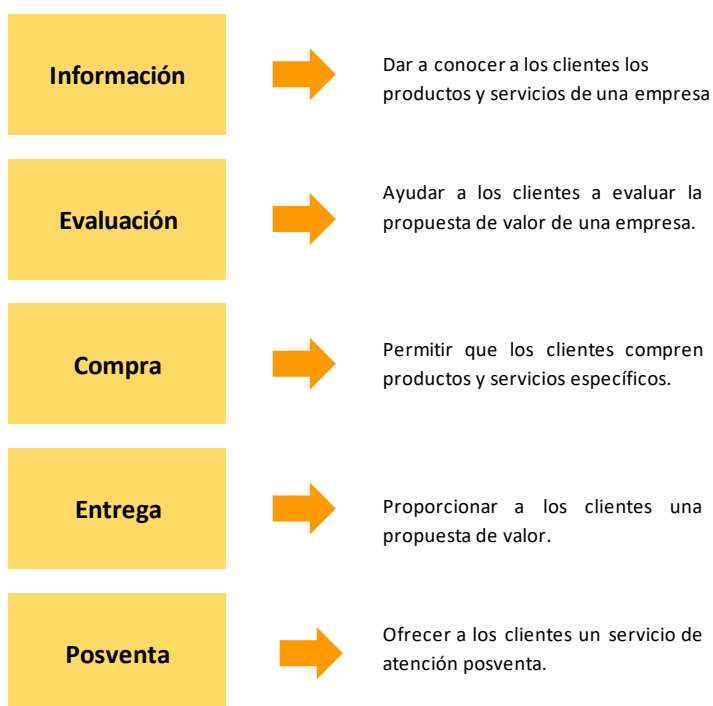 Información
Dar a conocer a los clientes los
productos y servicios de una empresa
Evaluación
Ayudar a los clientes a evaluar la
propuesta de valor de una empresa.
Compra
Permitir que los clientes compren
productos y servicios específicos.
Entrega
Proporcionar a los clientes una
propuesta de valor.
Posventa
Ofrecer a los clientes un servicio de
atención posventa.